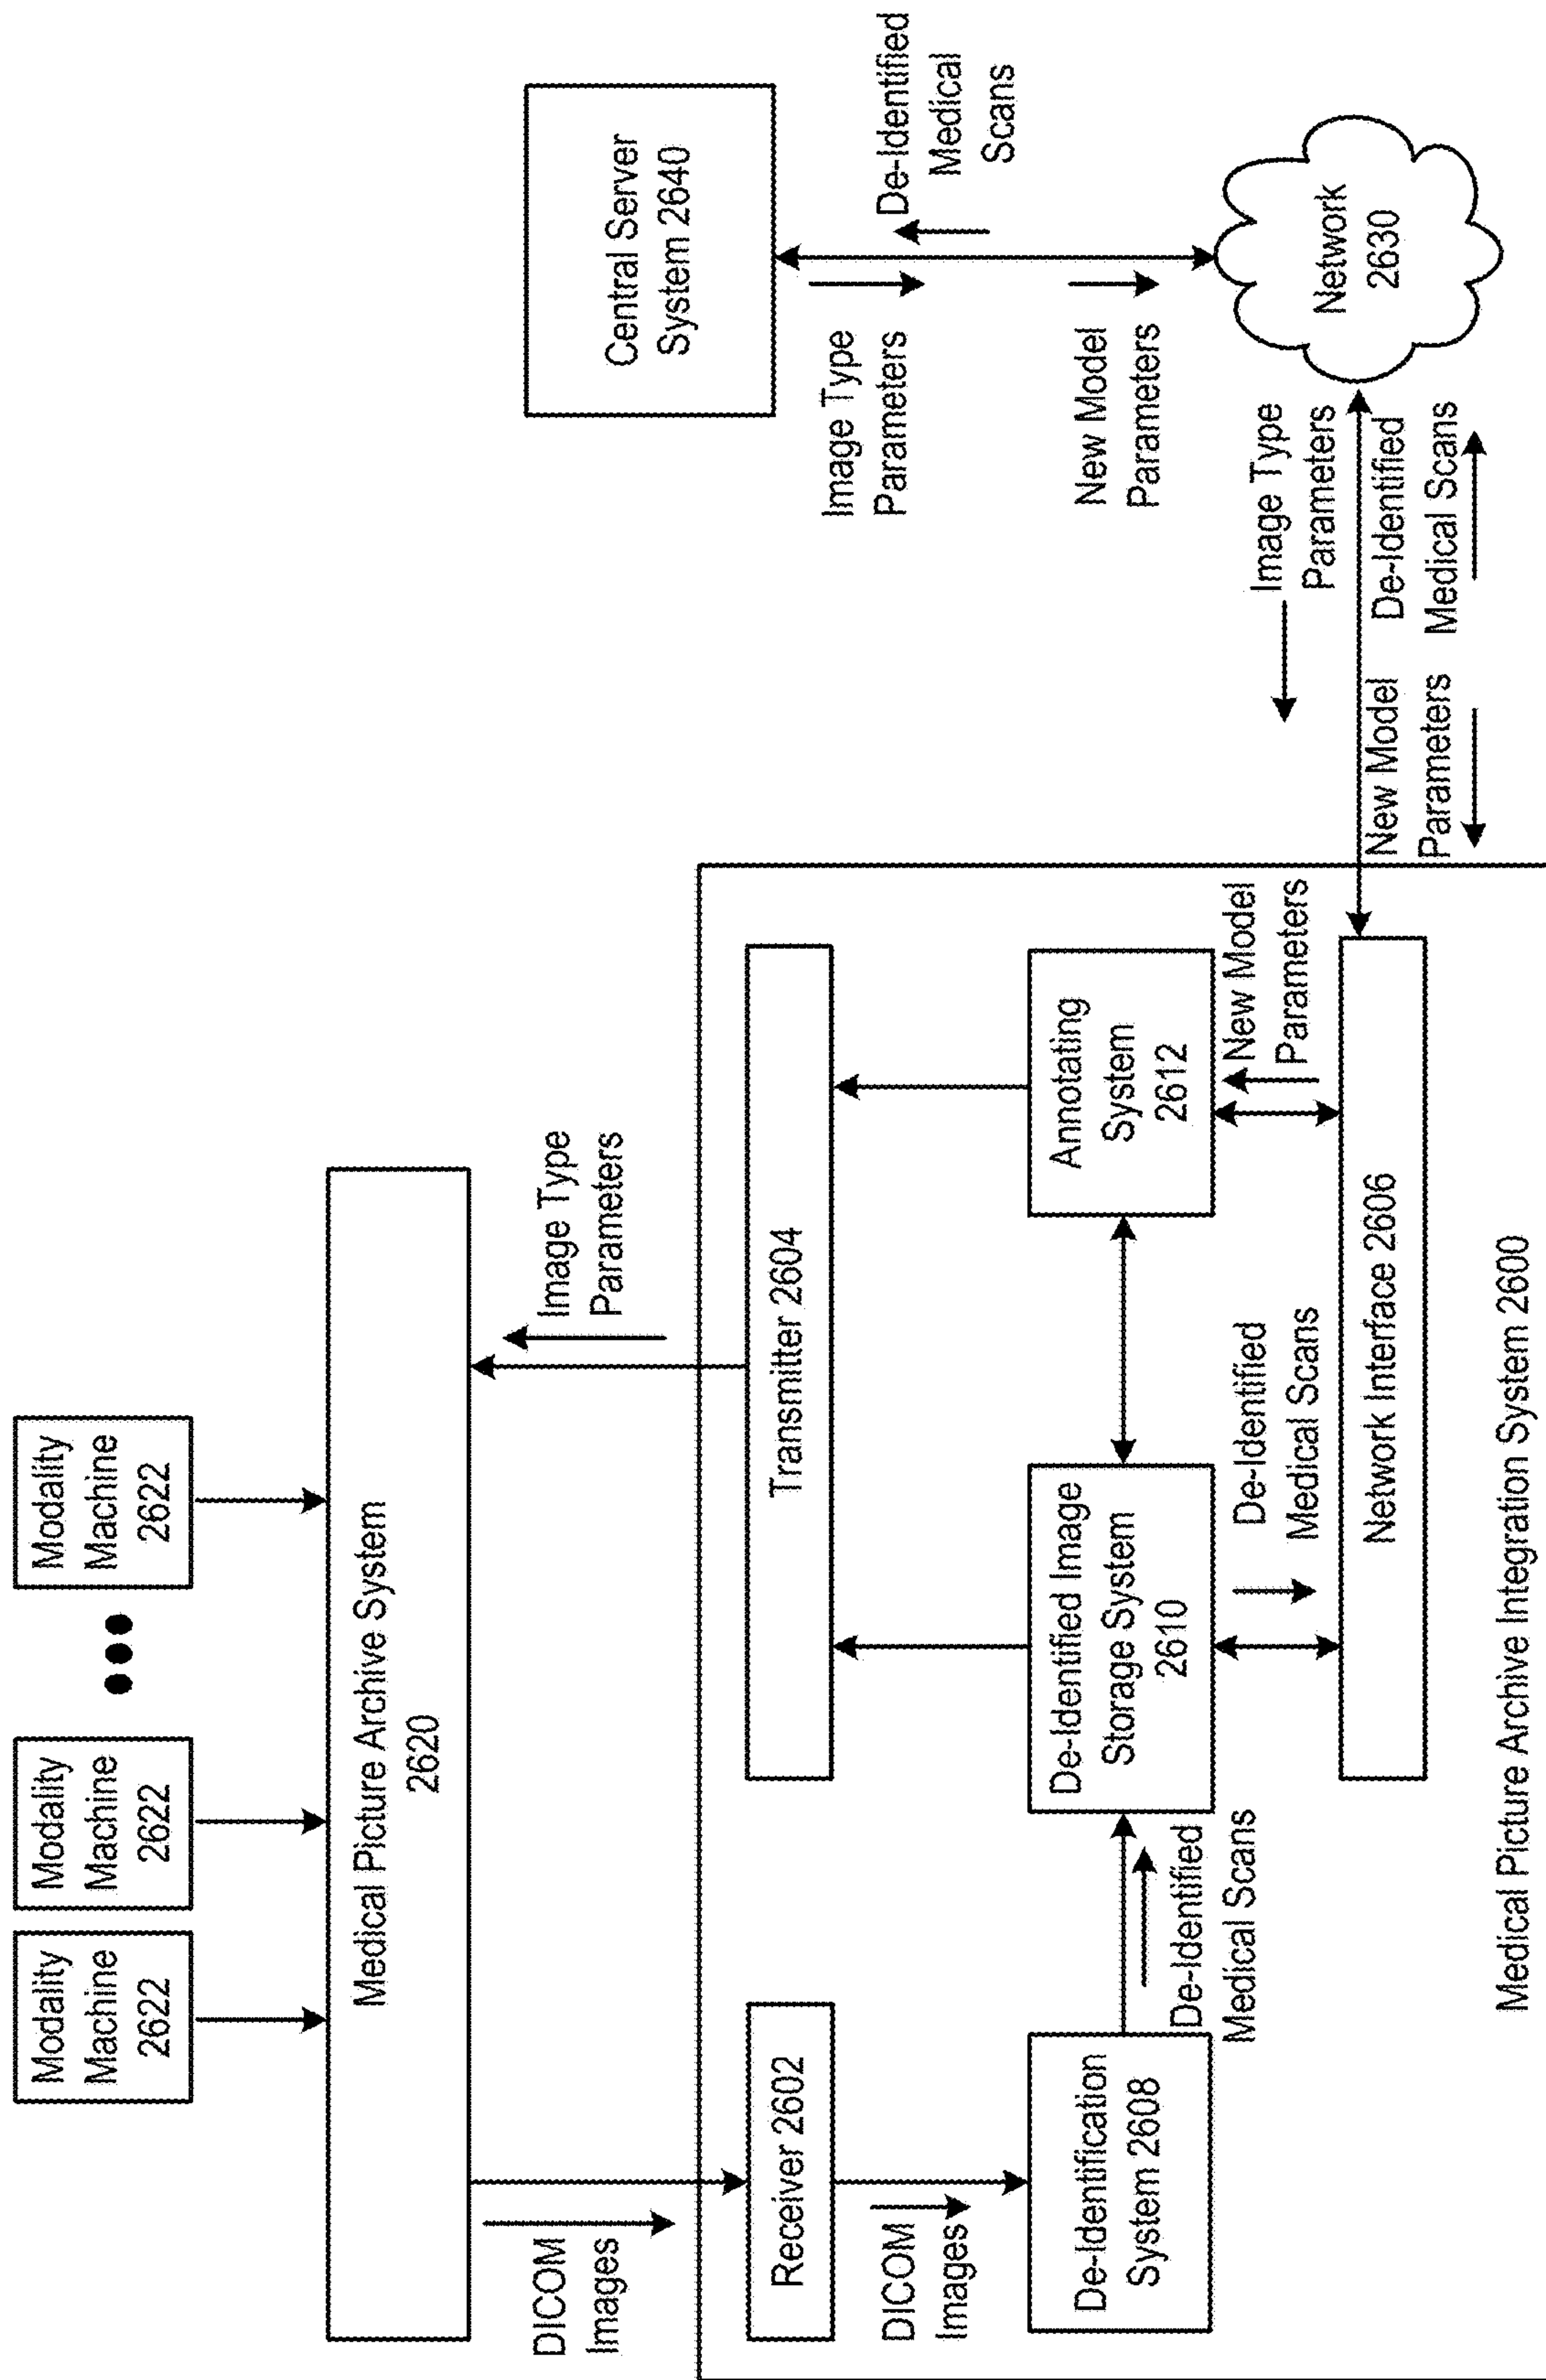 Modality
Machine
2622
Modality
Machine
2622
Modality
Machine
2622
Medical Picture Archive System
2620
DICOM
Images
Image Type
Parameters
Receiver 2602
Transmitter 2604
DICOM
Images
De-Identification
System 2608
De-Identified
Medical Scans
De-Identified Image
Storage System
2610
Annotating
System
2612
De-Identified
Medical Scans
New Model
Parameters
Network Interface 2606
Medical Picture Archive Integration System 2600
Central Server
System 2640
Image Type
Parameters
De-Identified
Medical
Scans
New Model
Parameters
Image Type
Parameters
New Model
Parameters
De-Identified
Medical Scans
Network
2630